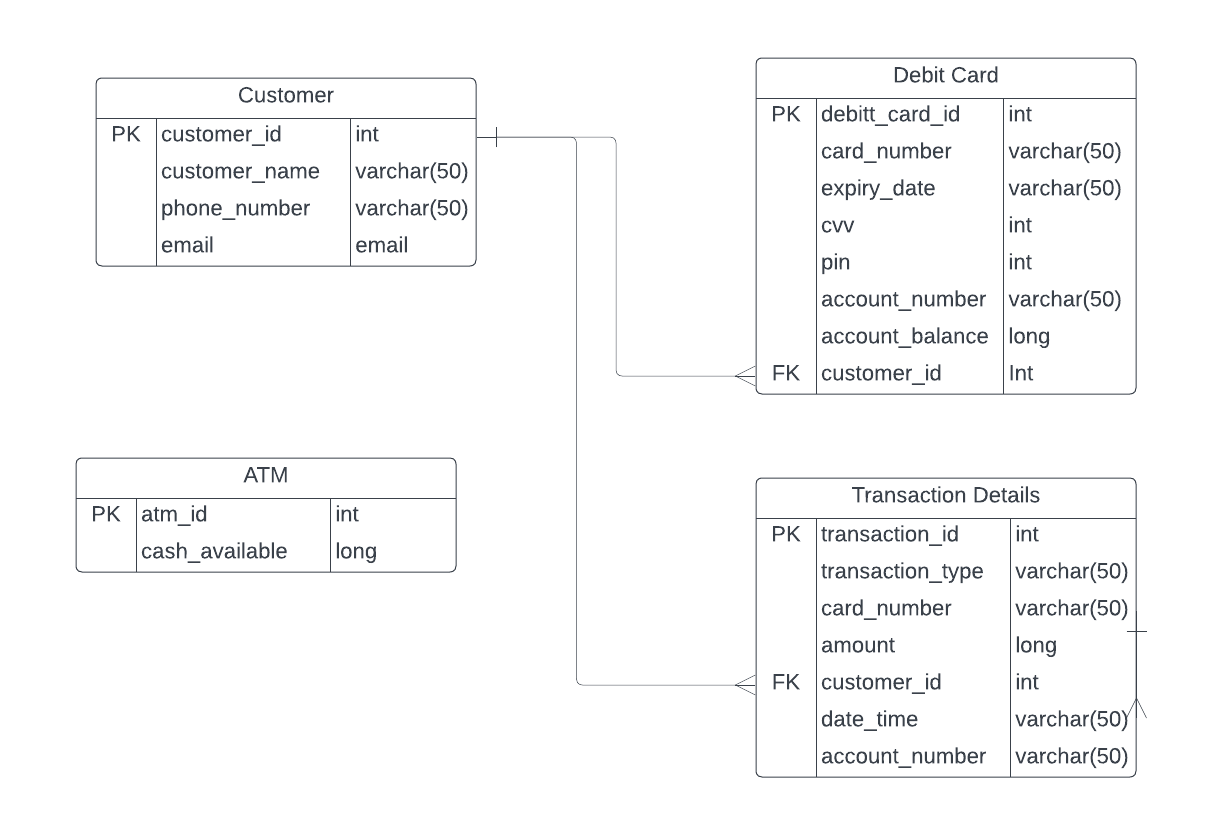 Customer
PK customer_id int
customer_name varchar(50)
phone_number varchar(50)
email email
Debit Card
PK debitt_card_id int
card_number varchar(50)
expiry_date varchar(50)
cvv int
pin int
account_number varchar(50)
account_balance long
FK customer_id Int
ATM
PK atm_id int
cash_available long
Transaction Details
PK transaction_id int
transaction_type varchar(50)
card_number varchar(50)
amount long
FK customer_id int
date_time varchar(50)
account_number varchar(50)